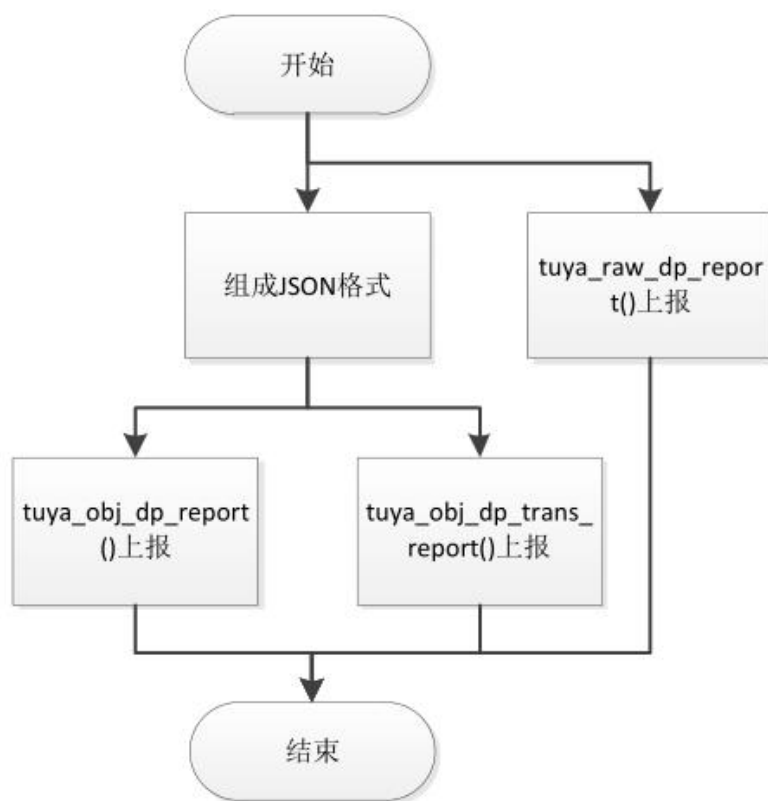 开始
组成JSON格式
tuya_raw_dp_repor
t()上报
tuya_obj_dp_report
()上报
tuya_obj_dp_trans_
report()上报
结束